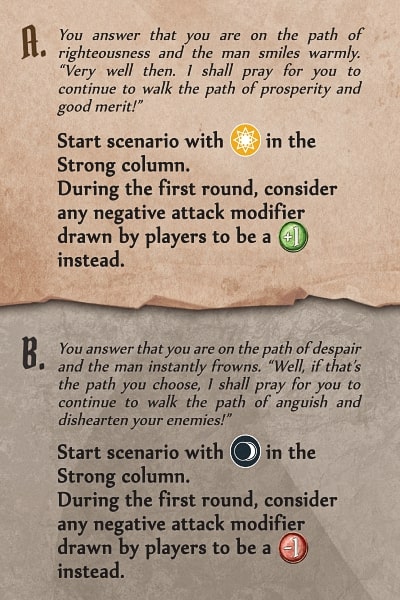 A. You answer that you are on the path of
righteousness and the man smiles warmly.
“Very well then. I shall pray for you to
continue to walk the path of prosperity and
good merit!”
Start scenario with in the
Strong column.
During the first round, consider
any negative attack modifier
drawn by players to be a +1
instead.
B. You answer that you are on the path of despair
and the man instantly frowns. “Well, if that’s
the path you choose, I shall pray for you to
continue to walk the path of anguish and
dishearten your enemies!”
Start scenario with in the
Strong column.
During the first round, consider
any negative attack modifier
drawn by players to be a -1
instead.